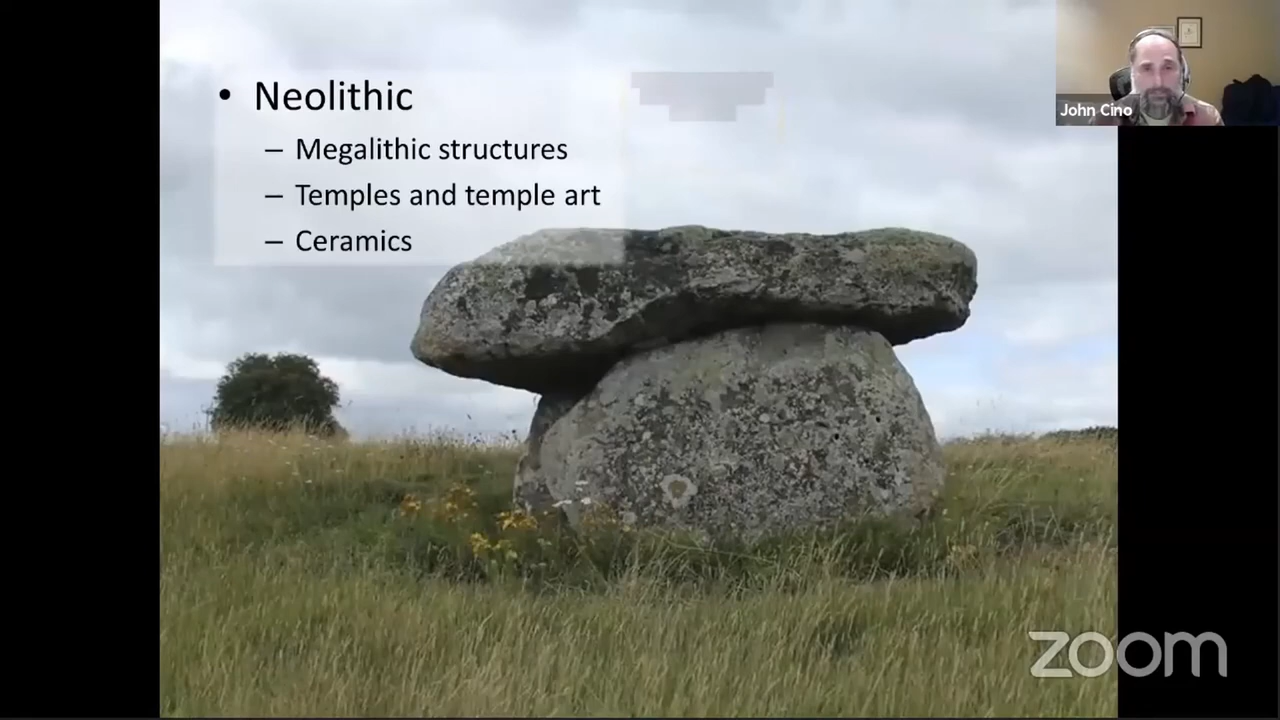 • Neolithic
– Megalithic structures
– Temples and temple art
– Ceramics
John Cino
zoom